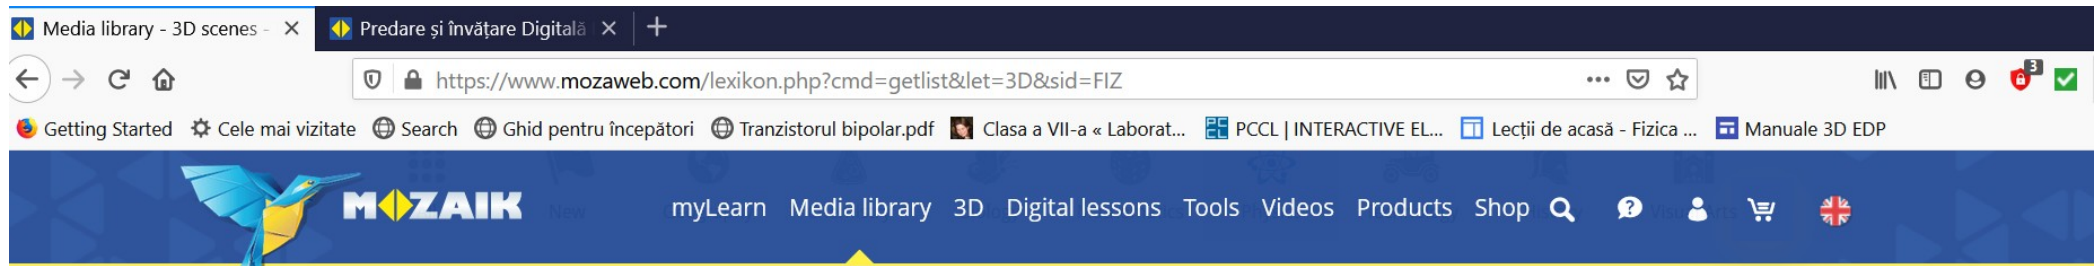 Media library - 3D scenes - Predare și învățare Digitală
https://www.mozaweb.com/lexikon.php?cmd=getlist&let=3D&sid=FIZ 3
Getting Started Cele mai vizitate Search Ghid pentru începători Tranzistorul bipolar.pdf Clasa a VII-a « Laborat... PCCL | INTERACTIVE EL... Lecții de acasă - Fizica ... Manuale 3D EDP
MOZAIK New myLearn Media library 3D Digital lessons Tools Videos Products Shop